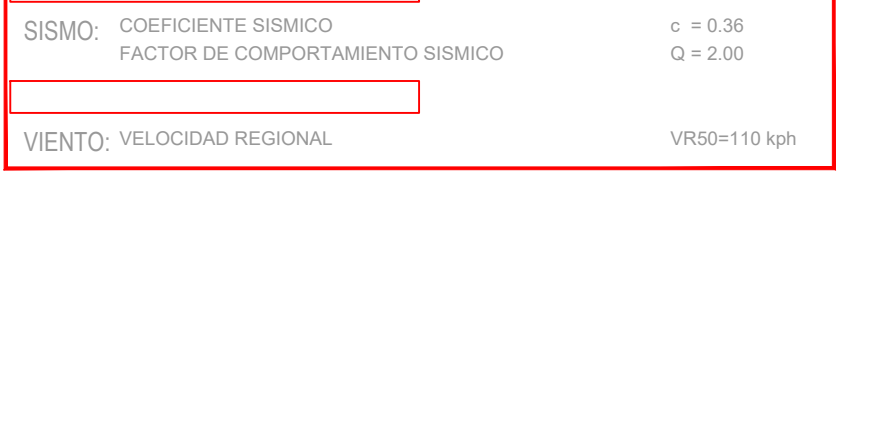 SISMO: COEFICIENTE SISMICO c = 0.36
FACTOR DE COMPORTAMIENTO SISMICO Q = 2.00
VIENTO: VELOCIDAD REGIONAL VR50=110 kph